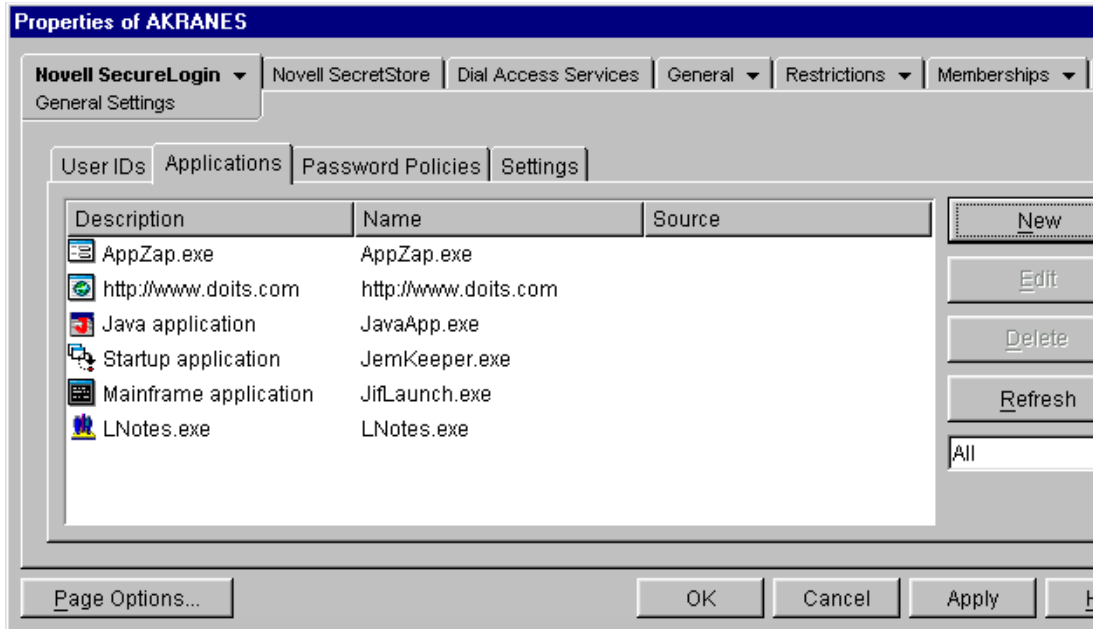 Properties of AKRANES
Novell SecureLogin Novell SecretStore Dial Access Services General Restrictions Memberships
General Settings
User IDs Applications Password Policies Settings
Description Name Source
AppZap.exe AppZap.exe
http://www.doits.com http://www.doits.com
Java application JavaApp.exe
Startup application JemKeeper.exe
Mainframe application JifLaunch.exe
LNotes.exe LNotes.exe
New
Edit
Delete
Refresh
All
Page Options... OK Cancel Apply